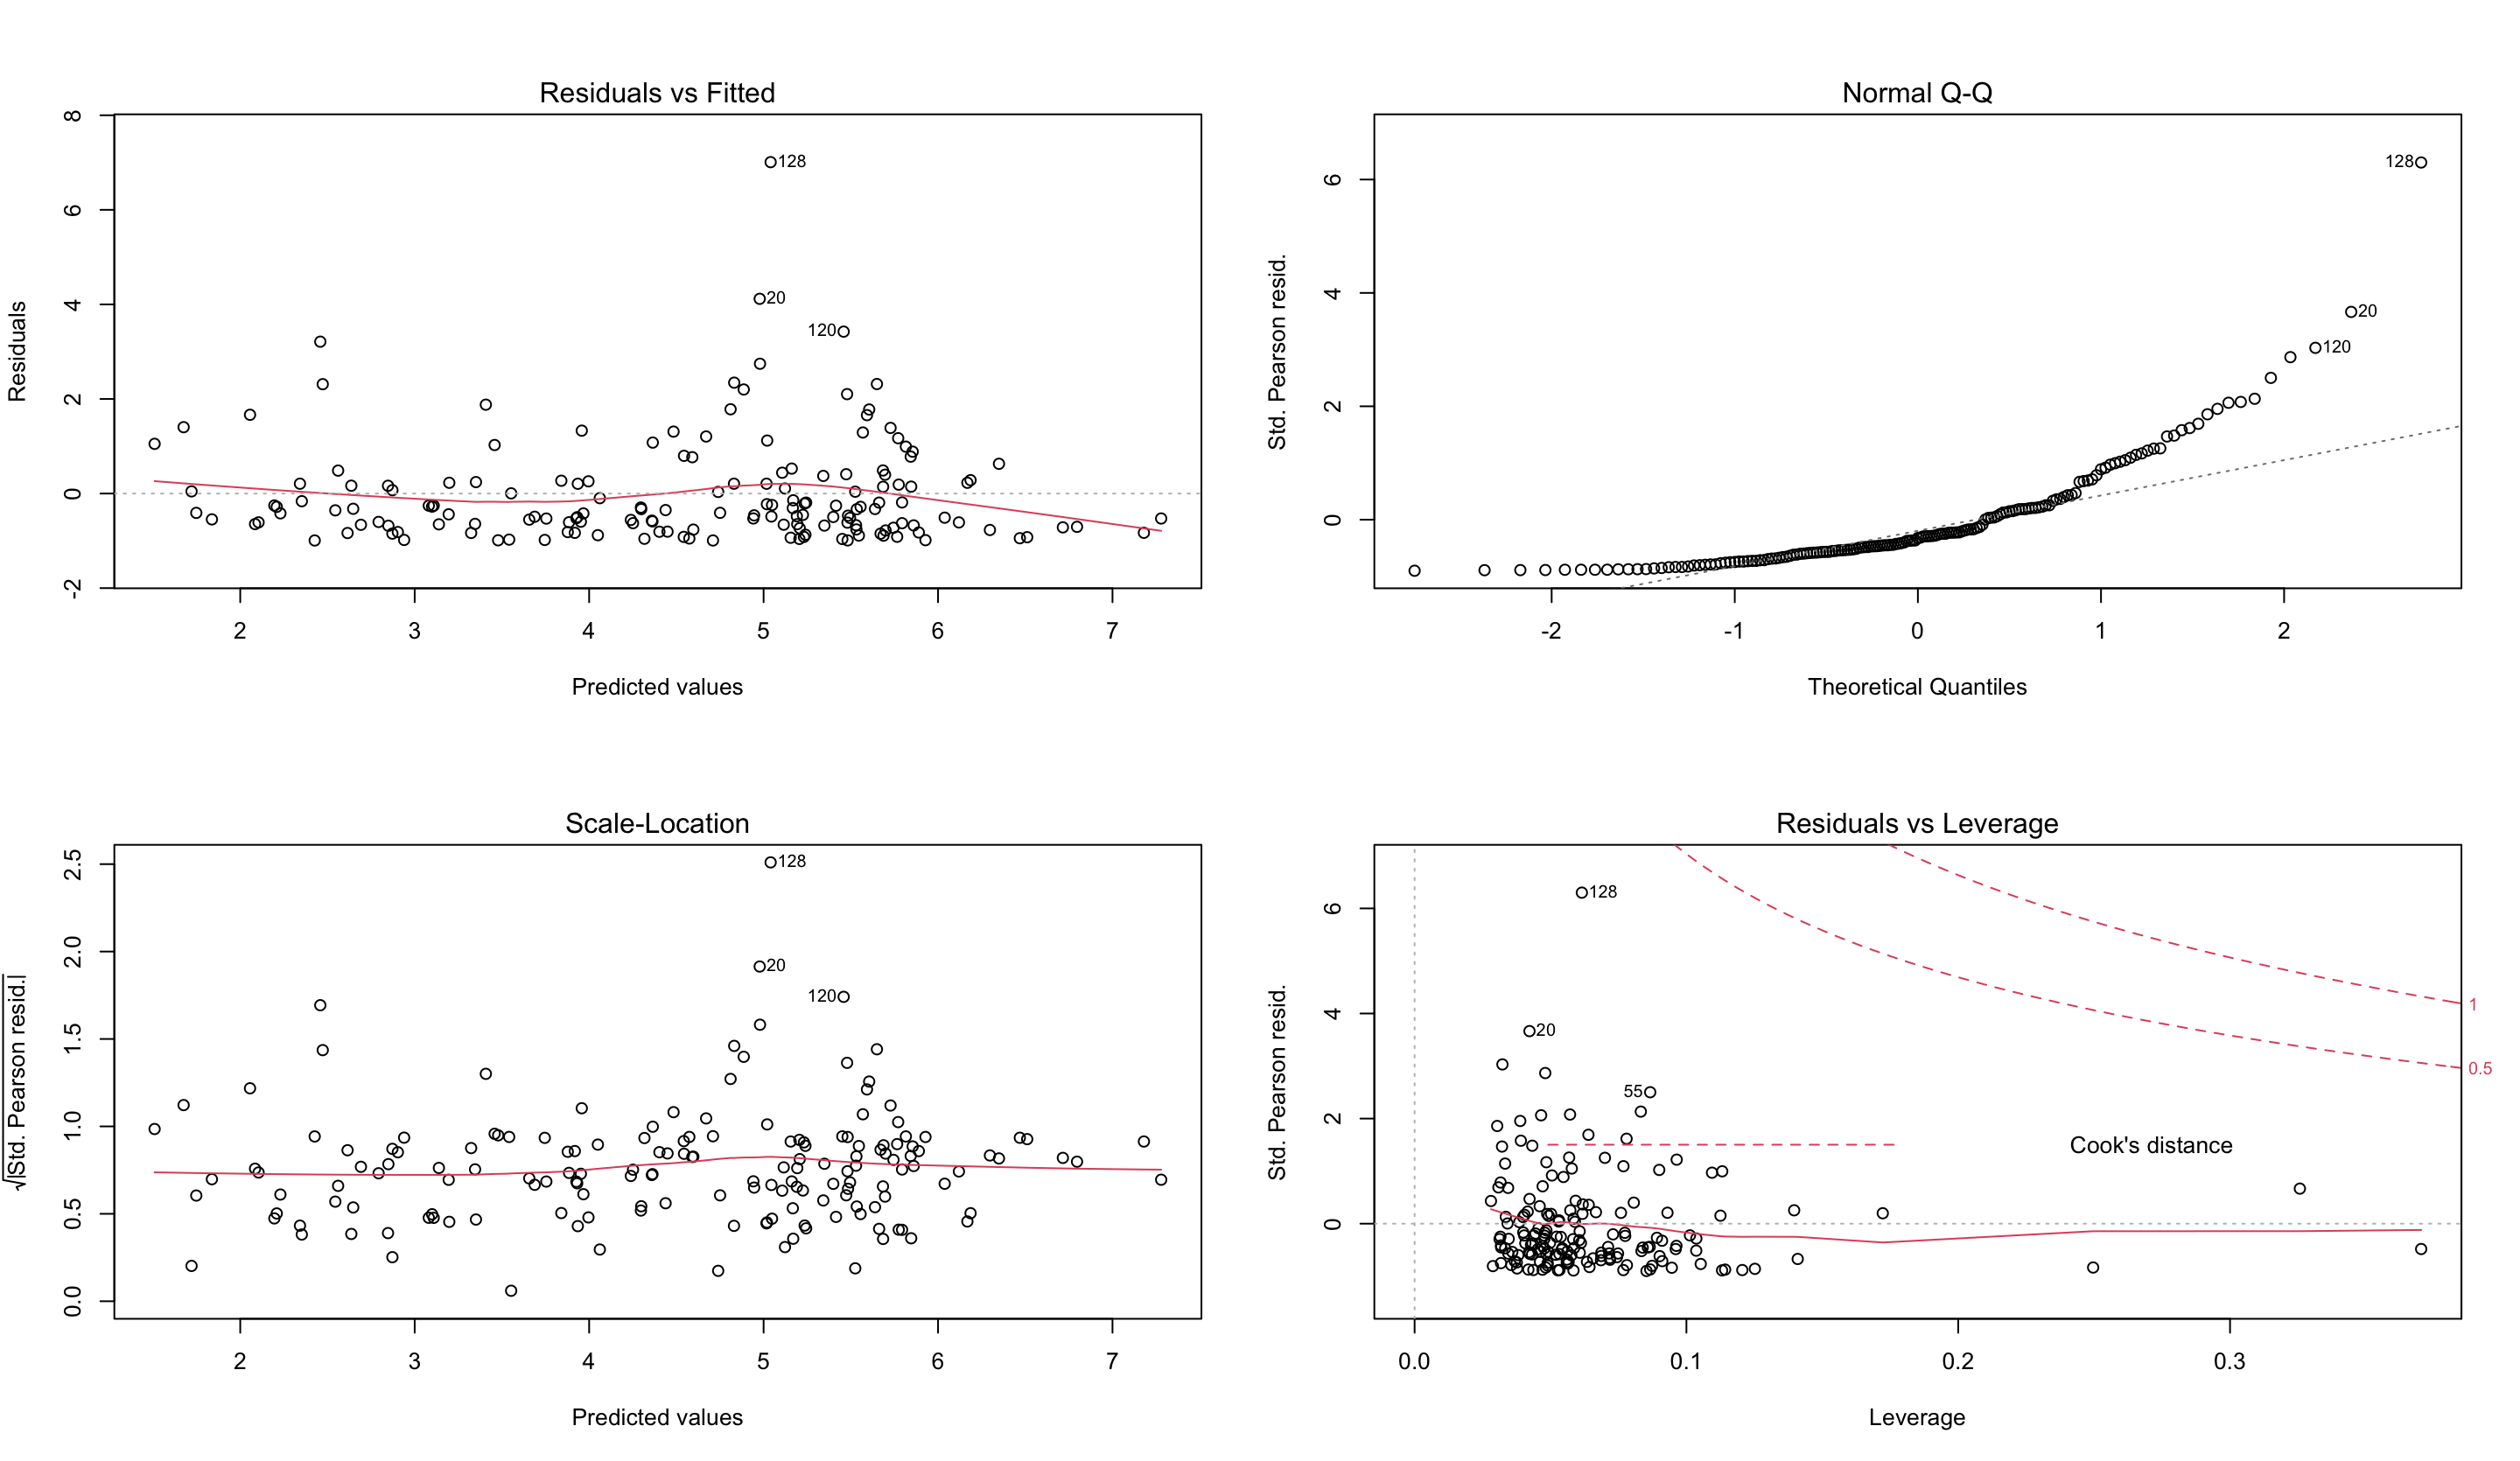 Residuals vs Fitted
Residuals
8
6
4
2
0
-2
128
20
120
2 3 4 5 6 7
Predicted values
Normal Q-Q
Std. Pearson resid.
6
4
2
0
128
20
120
-2 -1 0 1 2
Theoretical Quantiles
Scale-Location
√|Std. Pearson resid.|
2.5
2.0
1.5
1.0
0.5
0.0
128
20
120
2 3 4 5 6 7
Predicted values
Residuals vs Leverage
Std. Pearson resid.
6
4
2
0
128
20
55
Cook's distance
1
0.5
0.0 0.1 0.2 0.3
Leverage